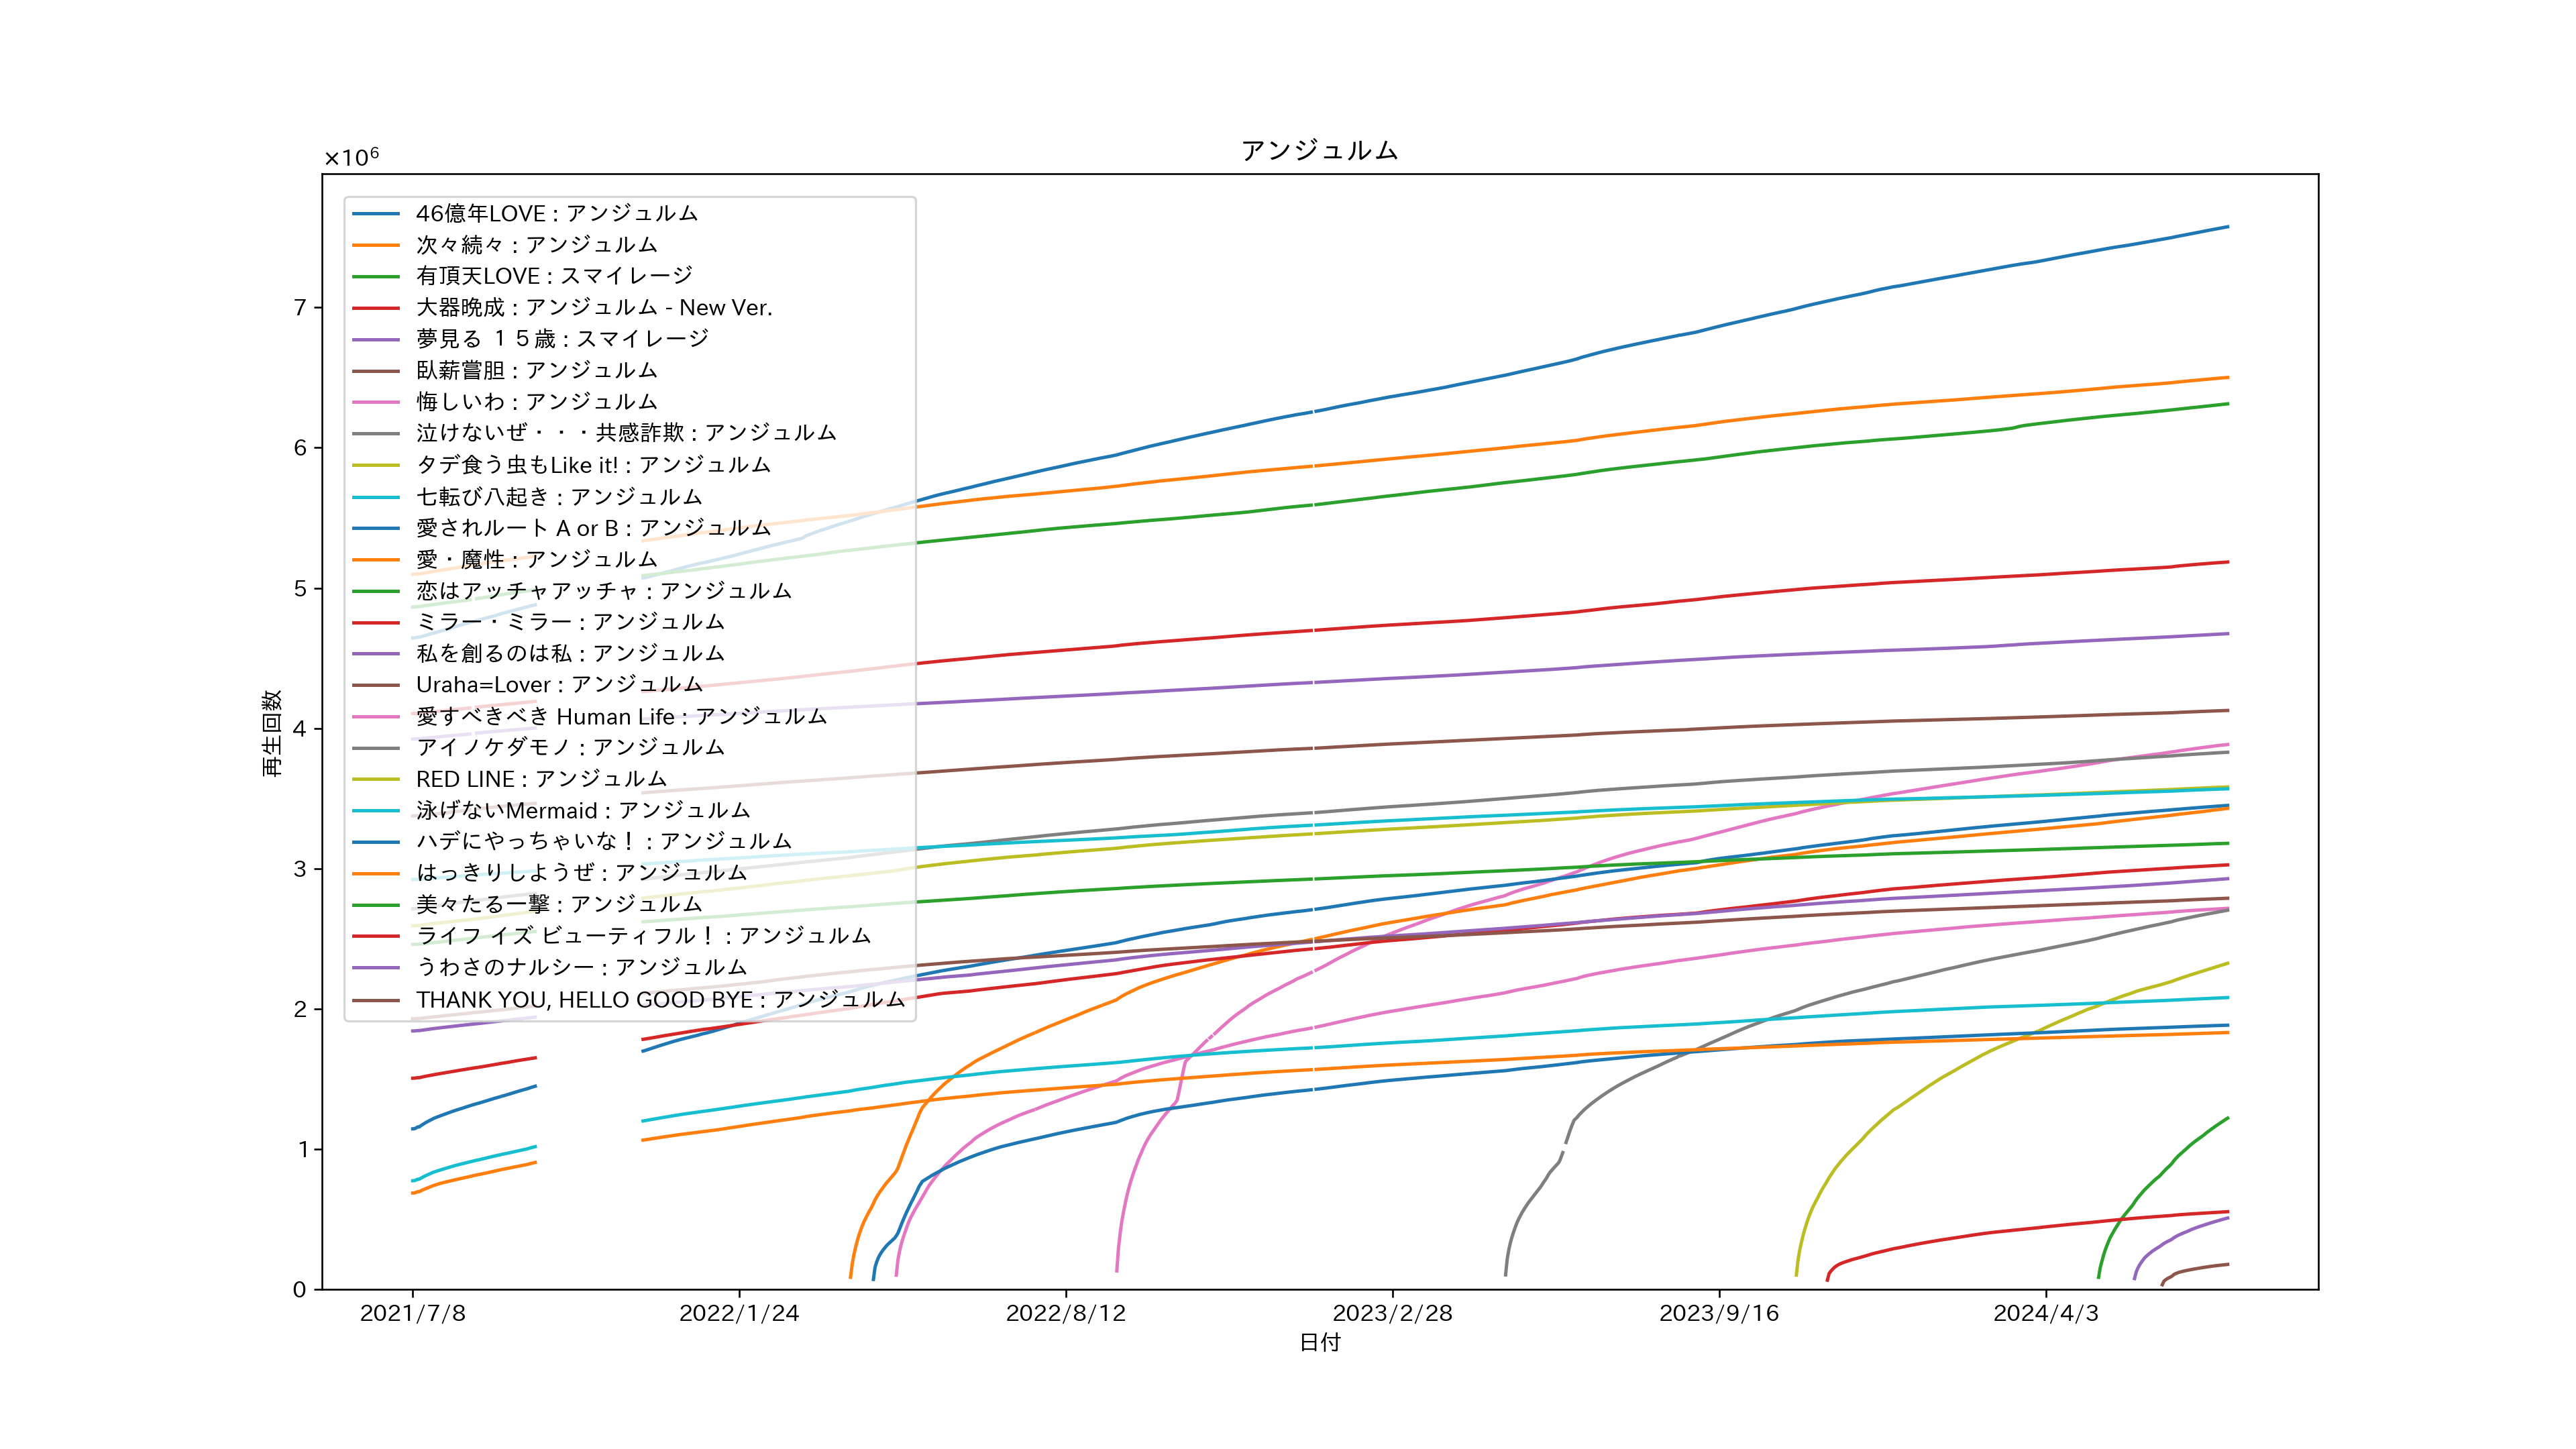 アンジュルム
×10⁶
46億年LOVE : アンジュルム
次々続々 : アンジュルム
有頂天LOVE : スマイレージ
大器晩成 : アンジュルム - New Ver.
夢見る １５歳 : スマイレージ
臥薪嘗胆 : アンジュルム
悔しいわ : アンジュルム
泣けないぜ・・・共感詐欺 : アンジュルム
タデ食う虫もLike it! : アンジュルム
七転び八起き : アンジュルム
愛されルート A or B : アンジュルム
愛・魔性 : アンジュルム
恋はアッチャアッチャ : アンジュルム
ミラー・ミラー : アンジュルム
私を創るのは私 : アンジュルム
Uraha=Lover : アンジュルム
愛すべきべき Human Life : アンジュルム
アイノケダモノ : アンジュルム
RED LINE : アンジュルム
泳げないMermaid : アンジュルム
ハデにやっちゃいな！ : アンジュルム
はっきりしようぜ : アンジュルム
美々たる一撃 : アンジュルム
ライフ イズ ビューティフル！ : アンジュルム
うわさのナルシー : アンジュルム
THANK YOU, HELLO GOOD BYE : アンジュルム
7
6
5
4
3
2
1
0
再生回数
2021/7/8
2022/1/24
2022/8/12
2023/2/28
2023/9/16
2024/4/3
日付